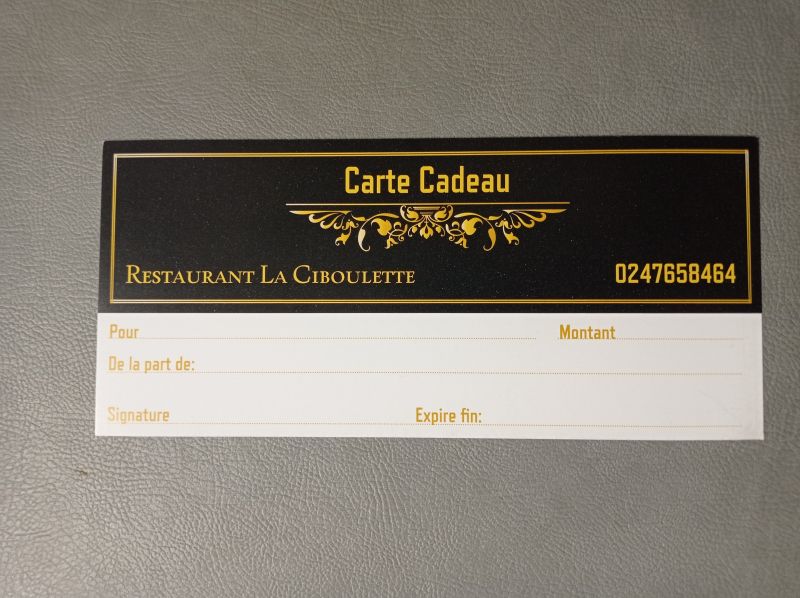 Carte Cadeau
Restaurant La Ciboulette 0247658464
Pour Montant
De la part de:
Signature Expire fin: